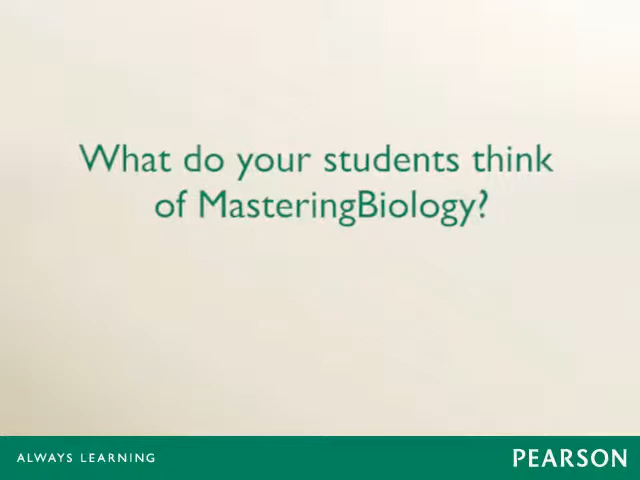 What do your students think
of MasteringBiology?
ALWAYS LEARNING
PEARSON